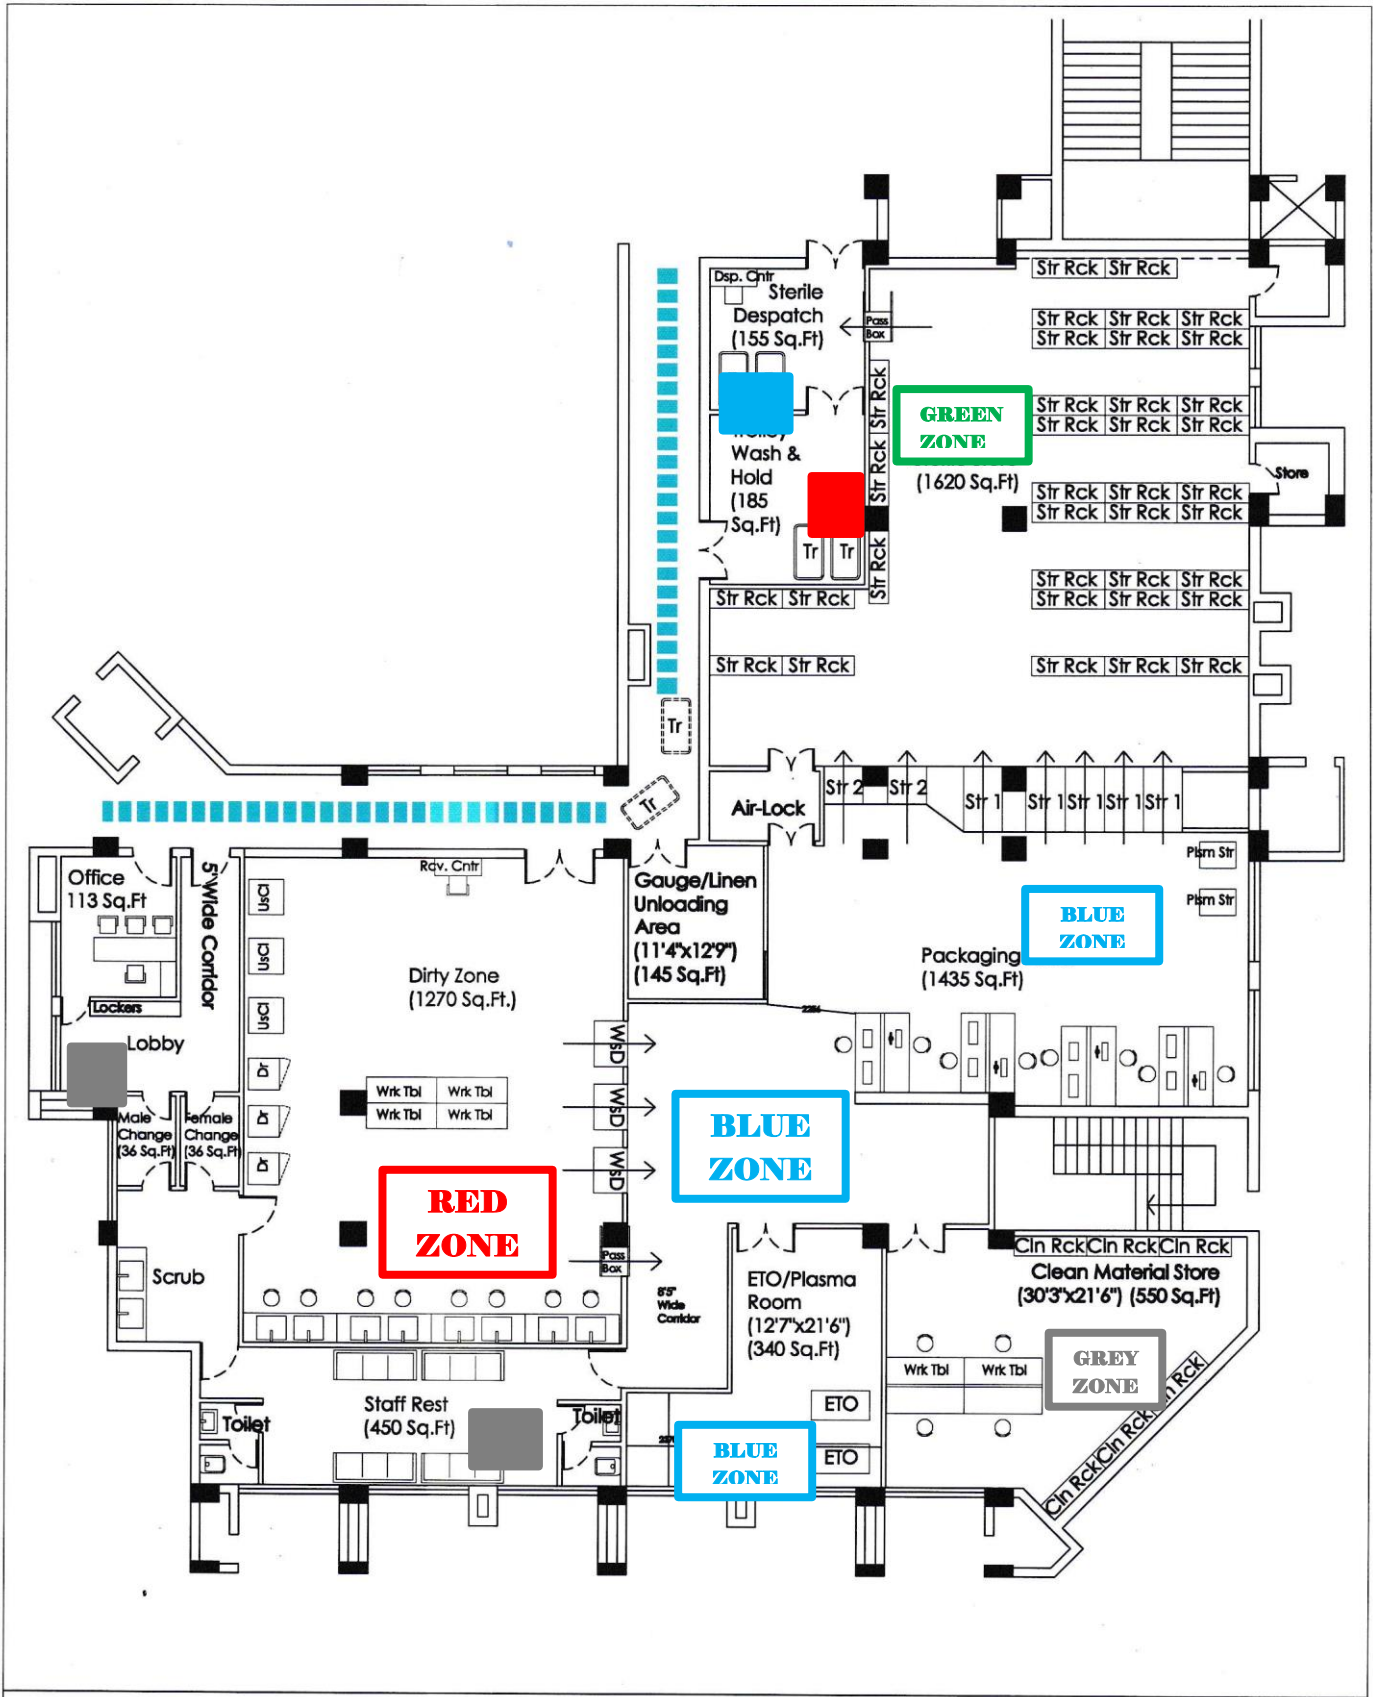 Str Rck Str Rck
Dsp. Cntr
Sterile
Despatch
(155 Sq.Ft)
Pass
Box
Str Rck Str Rck Str Rck
Str Rck Str Rck Str Rck
Str Rck
Str Rck
Str Rck
GREEN
ZONE
(1620 Sq.Ft)
Str Rck Str Rck Str Rck
Str Rck Str Rck Str Rck
Wash &
Hold
(185
Sq.Ft)
Tr Tr
Store
Str Rck Str Rck Str Rck
Str Rck Str Rck Str Rck
Str Rck Str Rck
Str Rck Str Rck Str Rck
Str Rck Str Rck Str Rck
Str Rck Str Rck
Str Rck Str Rck Str Rck
Tr
Tr
Air-Lock
Str 2 Str 2 Str 1 Str 1 Str 1 Str 1 Str 1
Office
113 Sq.Ft
5' Wide Corridor
Lockers
Lobby
Rcv. Cntr
UsCl
UsCl
UsCl
Dr
Dr
Dr
Dirty Zone
(1270 Sq.Ft.)
Gauge/Linen
Unloading
Area
(11'4"x12'9")
(145 Sq.Ft)
Plsm Str
Plsm Str
BLUE
ZONE
Packaging
(1435 Sq.Ft)
WsD
WsD
WsD
Wrk Tbl Wrk Tbl
Wrk Tbl Wrk Tbl
Male
Change
(36 Sq.Ft)
Female
Change
(36 Sq.Ft)
BLUE
ZONE
RED
ZONE
Pass
Box
Scrub
8'5"
Wide
Corridor
ETO/Plasma
Room
(12'7"x21'6")
(340 Sq.Ft)
Cln Rck Cln Rck Cln Rck
Clean Material Store
(30'3"x21'6") (550 Sq.Ft)
GREY
ZONE
Wrk Tbl Wrk Tbl
Cln Rck
Cln Rck
Staff Rest
(450 Sq.Ft)
Toilet
Toilet
ETO
ETO
BLUE
ZONE